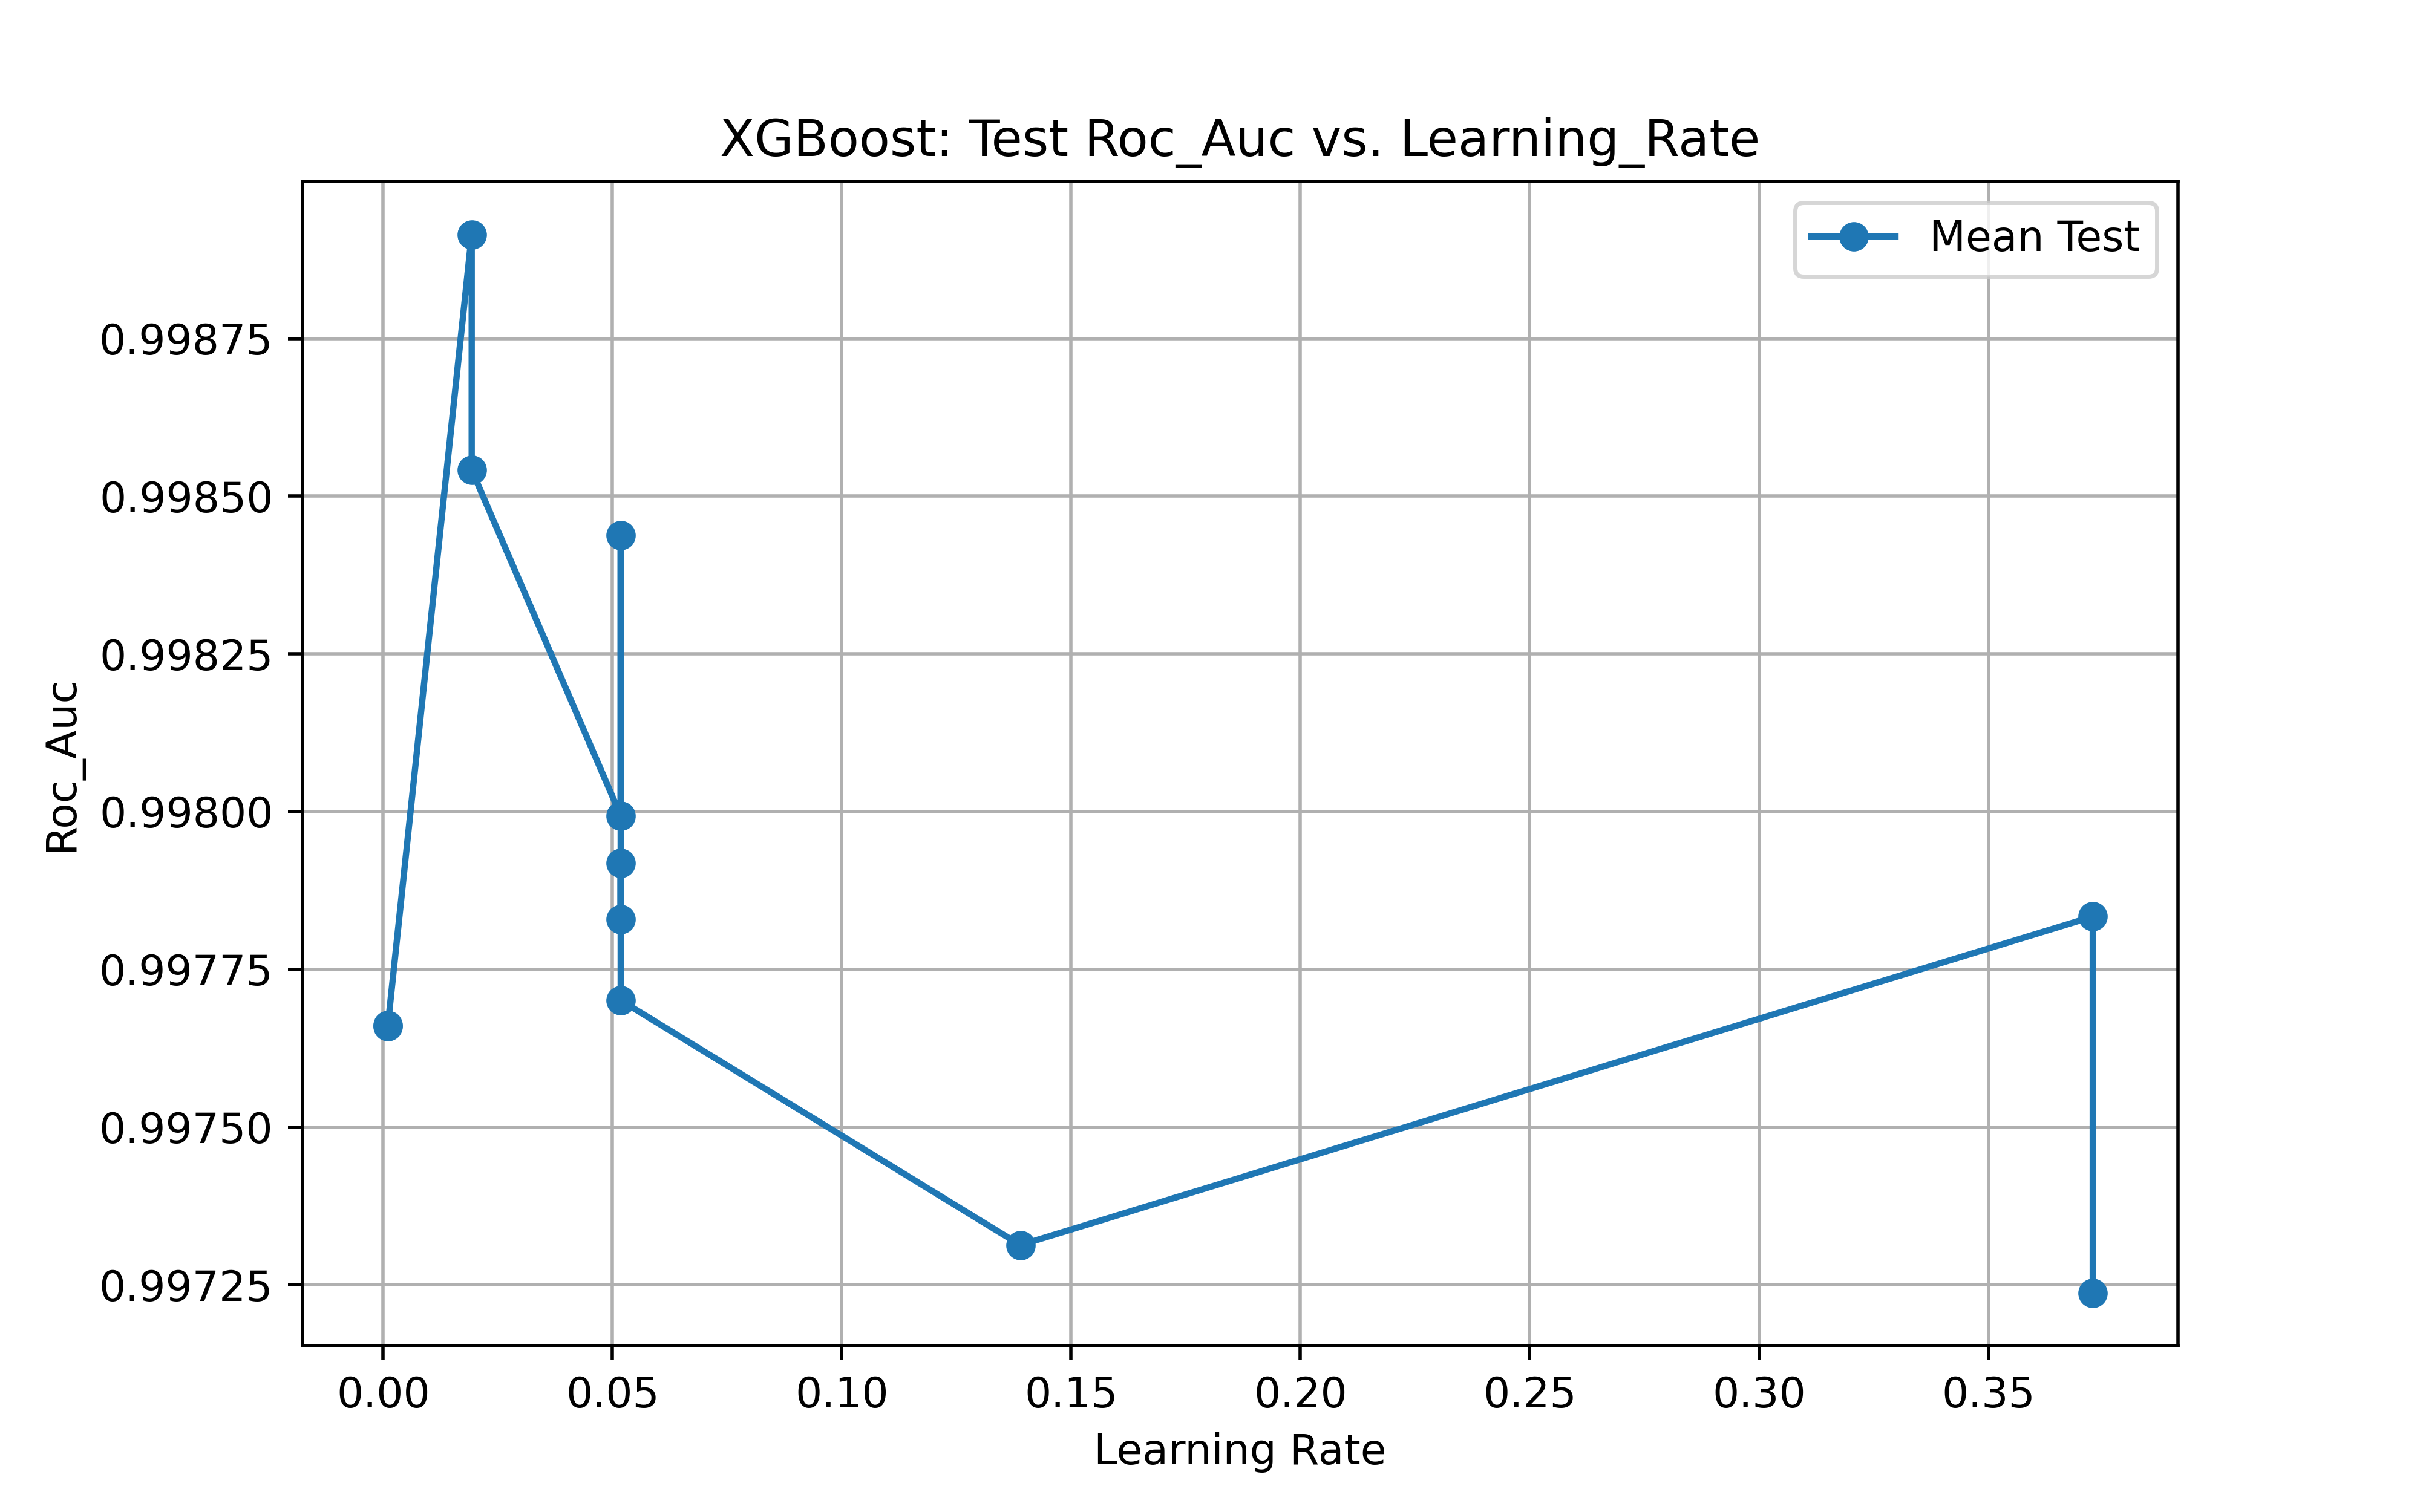 XGBoost: Test Roc_Auc vs. Learning_Rate
Mean Test
0.99875
0.99850
0.99825
0.99800
0.99775
0.99750
0.99725
Roc_Auc
0.00 0.05 0.10 0.15 0.20 0.25 0.30 0.35
Learning Rate